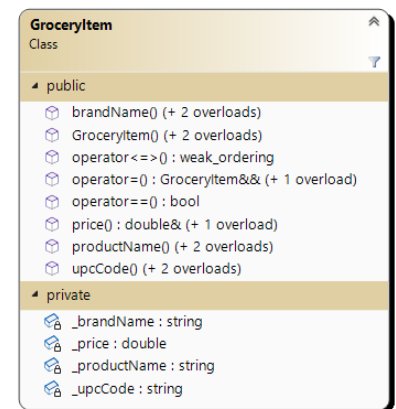 GroceryItem
Class
public
brandName() (+ 2 overloads)
GroceryItem() (+ 2 overloads)
operator<=>() : weak_ordering
operator=() : GroceryItem&& (+ 1 overload)
operator==() : bool
price() : double& (+ 1 overload)
productName() (+ 2 overloads)
upcCode() (+ 2 overloads)
private
_brandName : string
_price : double
_productName : string
_upcCode : string